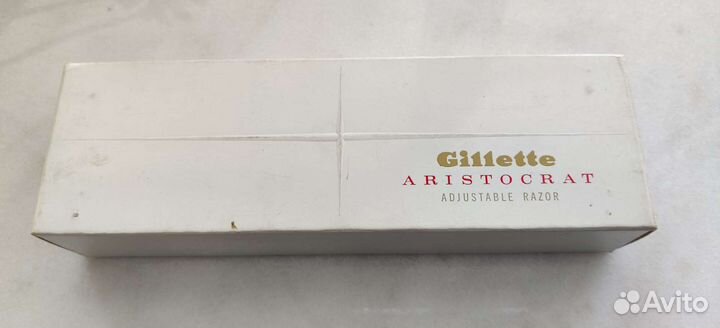 Gillette
ARISTOCRAT
ADJUSTABLE RAZOR
Avito